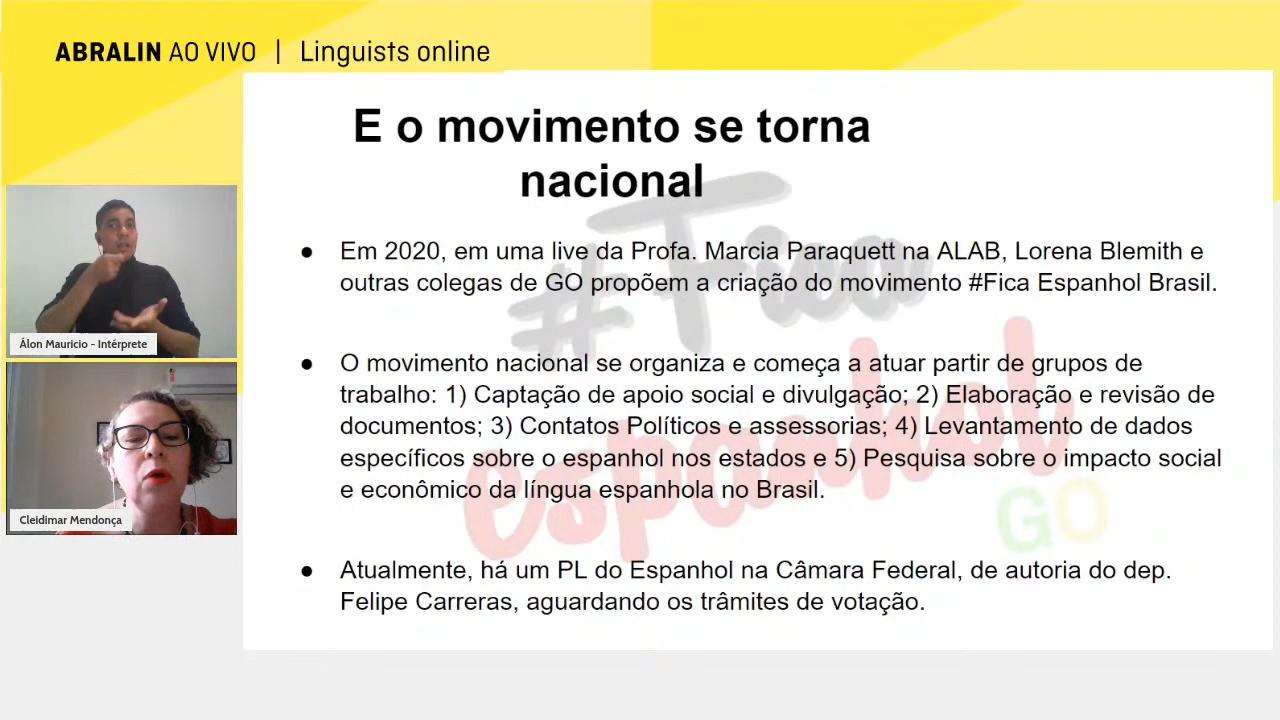 ABRALIN AO VIVO | Linguists online
E o movimento se torna
nacional
#Fica
espanhol
GO
● Em 2020, em uma live da Profa. Marcia Paraquett na ALAB, Lorena Blemith e
outras colegas de GO propõem a criação do movimento #Fica Espanhol Brasil.
● O movimento nacional se organiza e começa a atuar partir de grupos de
trabalho: 1) Captação de apoio social e divulgação; 2) Elaboração e revisão de
documentos; 3) Contatos Políticos e assessorias; 4) Levantamento de dados
específicos sobre o espanhol nos estados e 5) Pesquisa sobre o impacto social
e econômico da língua espanhola no Brasil.
● Atualmente, há um PL do Espanhol na Câmara Federal, de autoria do dep.
Felipe Carreras, aguardando os trâmites de votação.
Álon Mauricio - Intérprete
Cleidimar Mendonça